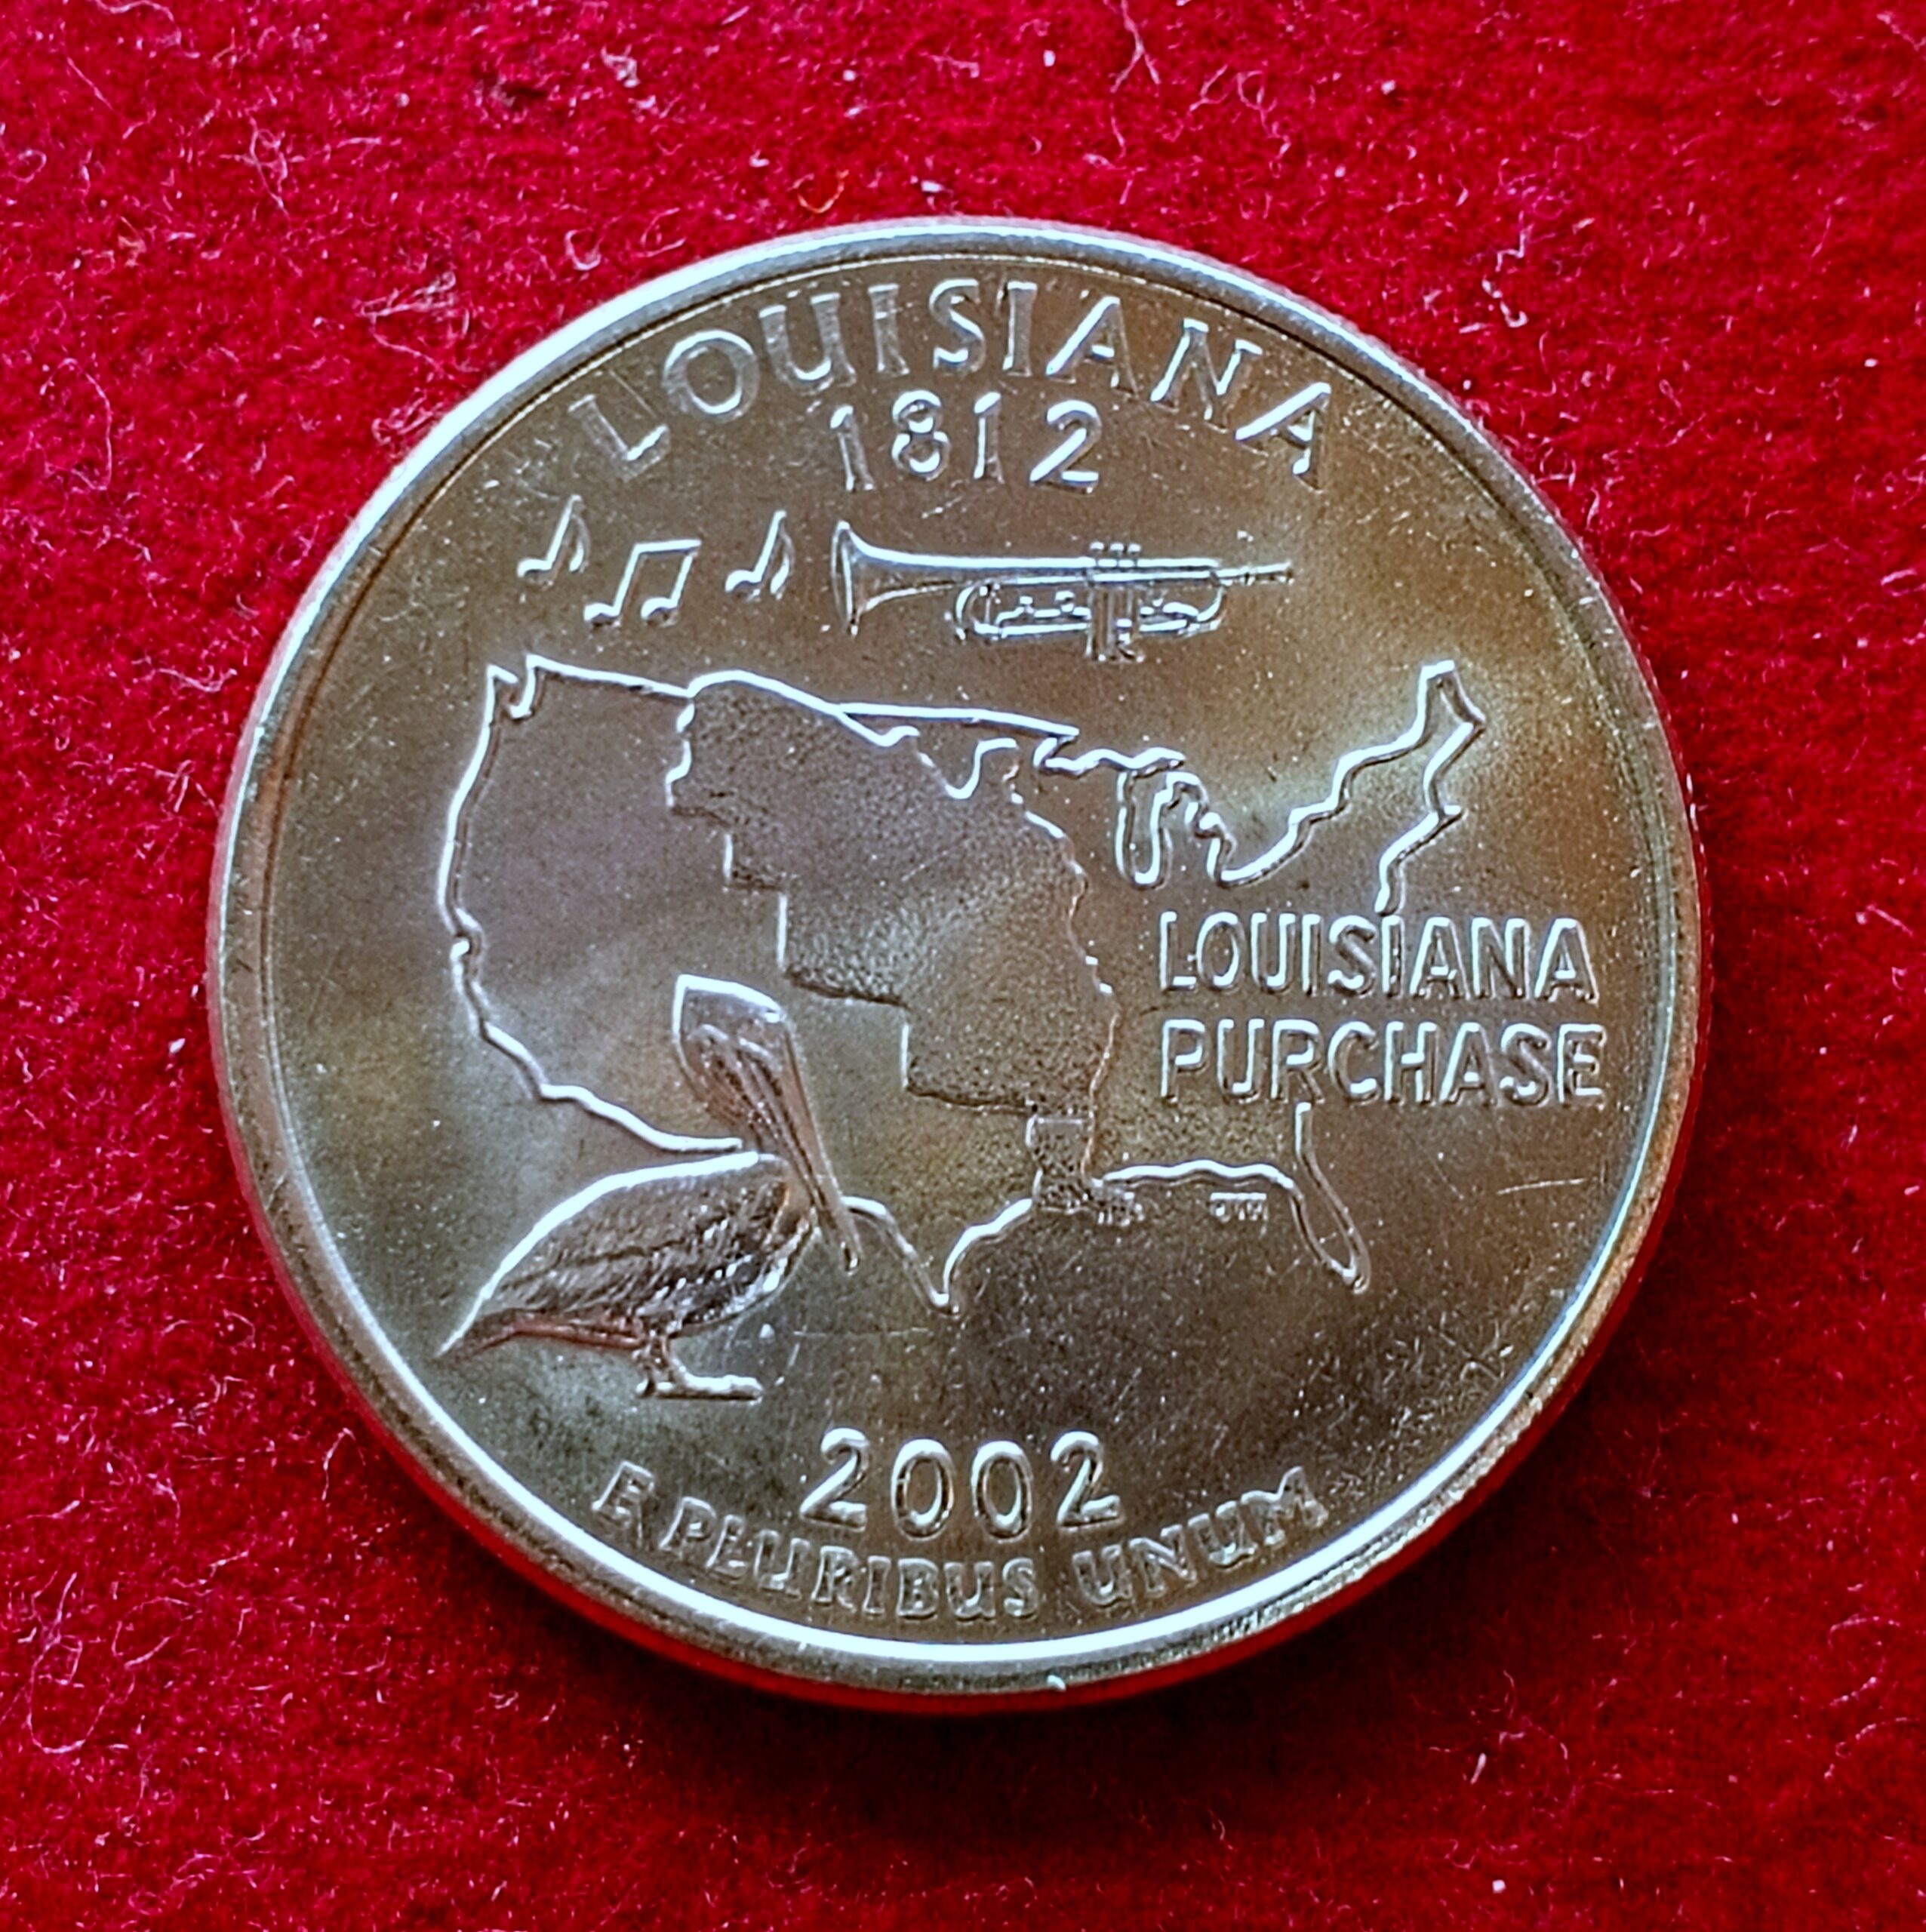 LOUISIANA
1812
LOUISIANA
PURCHASE
2002
E PLURIBUS UNUM